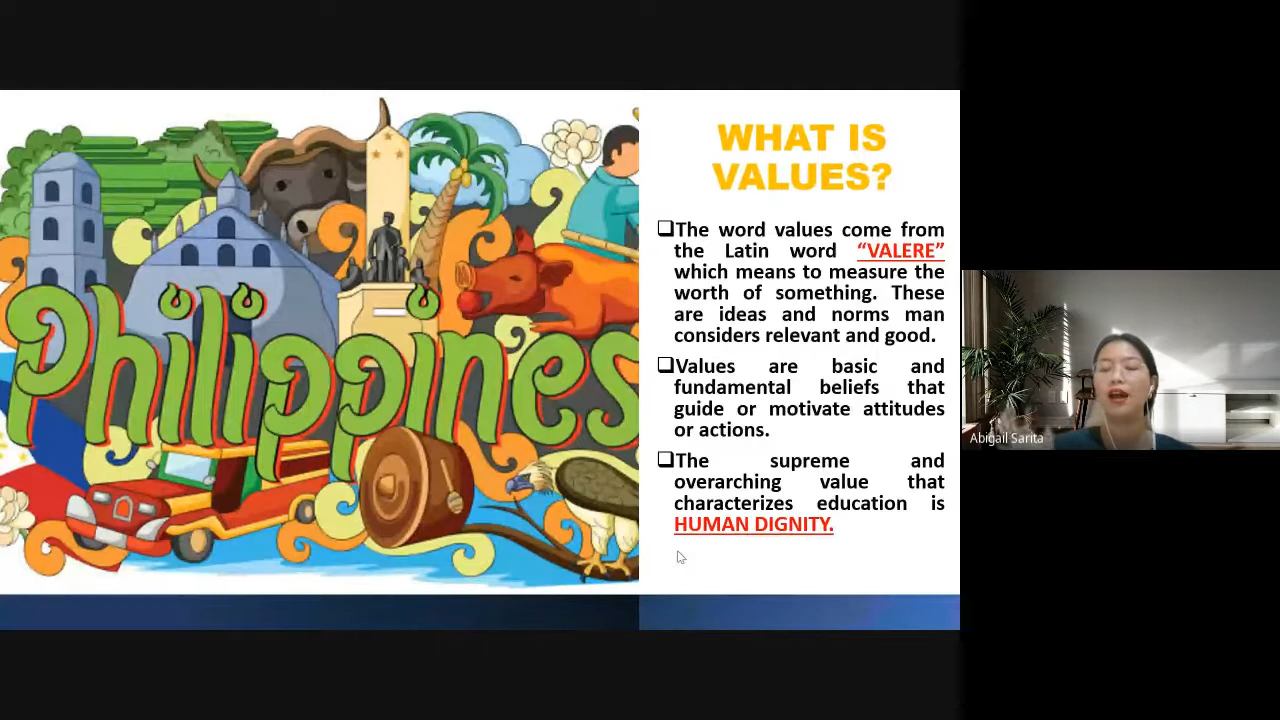 Philippines
WHAT IS
VALUES?
❑The word values come from
the Latin word “VALERE”
which means to measure the
worth of something. These
are ideas and norms man
considers relevant and good.
❑Values are basic and
fundamental beliefs that
guide or motivate attitudes
or actions.
❑The supreme and
overarching value that
characterizes education is
HUMAN DIGNITY.
Abigail Sarita